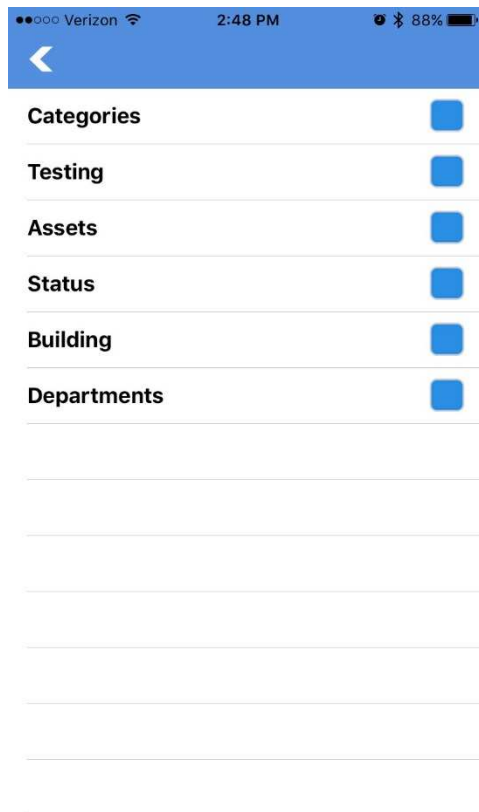 Verizon 2:48 PM 88%
Categories
Testing
Assets
Status
Building
Departments